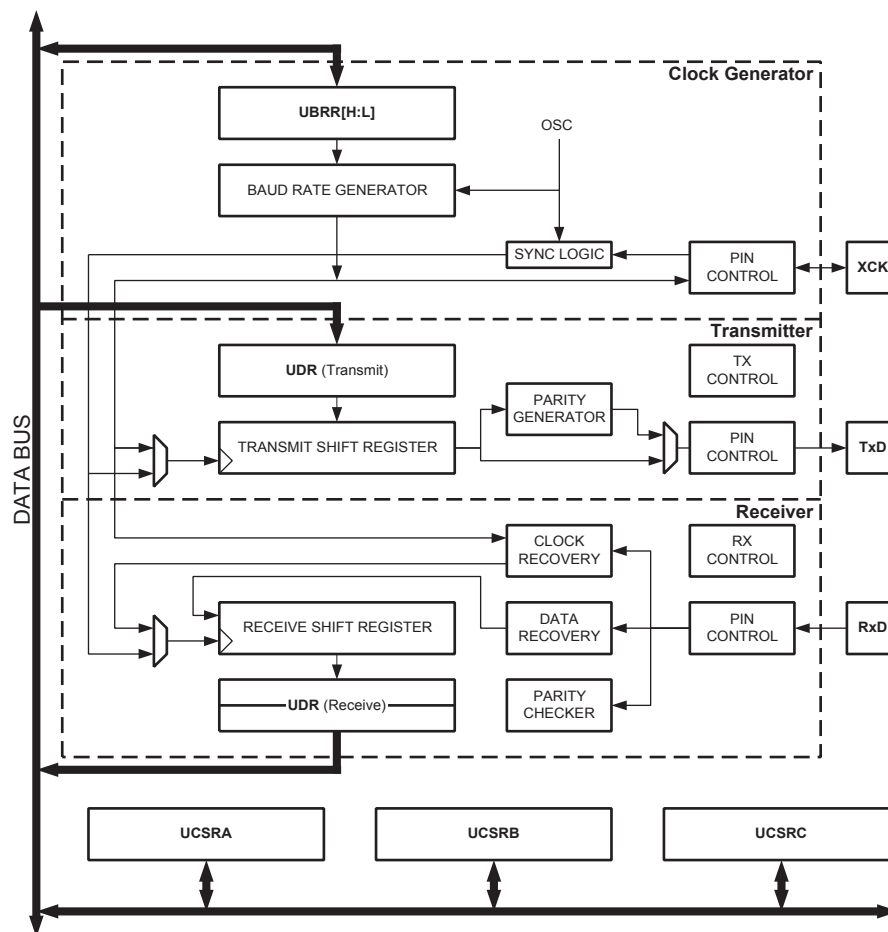 Clock Generator
UBRR[H:L]
OSC
BAUD RATE GENERATOR
SYNC LOGIC
PIN
CONTROL
XCK
Transmitter
UDR (Transmit)
TX
CONTROL
PARITY
GENERATOR
TRANSMIT SHIFT REGISTER
PIN
CONTROL
TxD
DATA BUS
Receiver
CLOCK
RECOVERY
RX
CONTROL
RECEIVE SHIFT REGISTER
DATA
RECOVERY
PIN
CONTROL
RxD
UDR (Receive)
PARITY
CHECKER
UCSRA
UCSRB
UCSRC